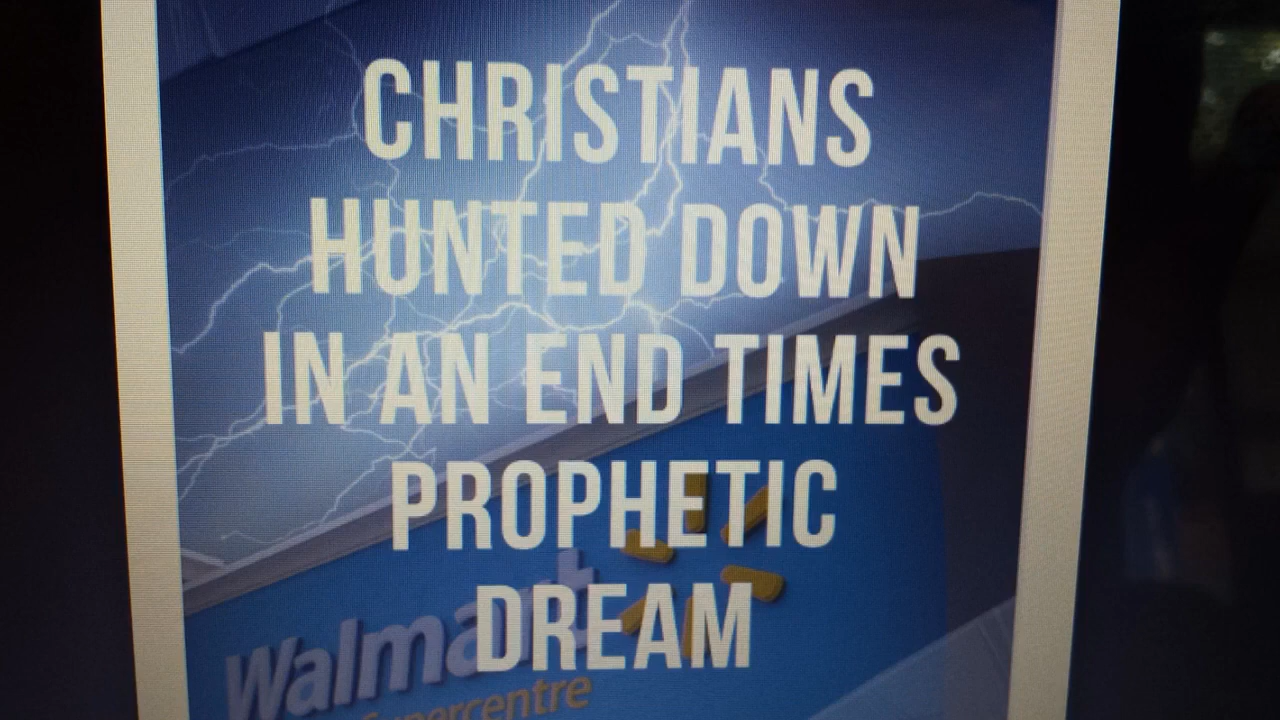 CHRISTIANS
HUNTED DOWN
IN AN END TIMES
PROPHETIC
DREAM
Walmart
Supercentre